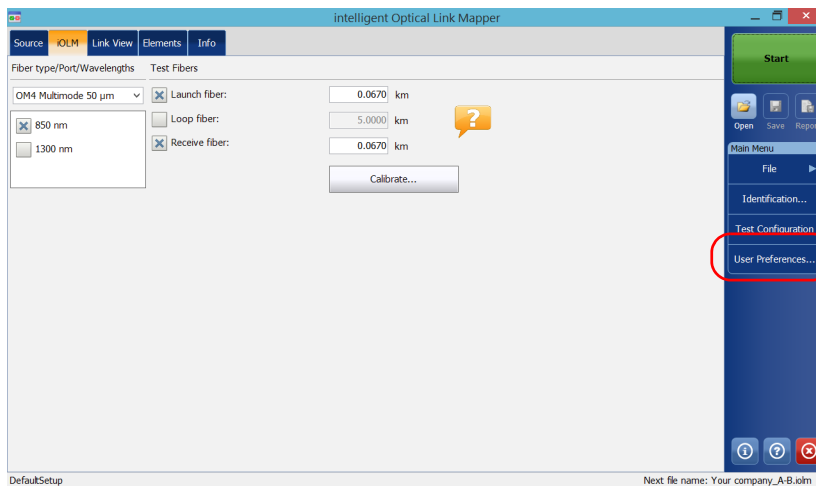 intelligent Optical Link Mapper
Source iOLM Link View Elements Info
Fiber type/Port/Wavelengths Test Fibers
OM4 Multimode 50 µm
850 nm
1300 nm
Launch fiber: 0.0670 km
Loop fiber: 5.0000 km
Receive fiber: 0.0670 km
Calibrate...
?
Start
Open Save Repor
Main Menu
File
Identification...
Test Configuration
User Preferences...
DefaultSetup
Next file name: Your company_A-B.iolm